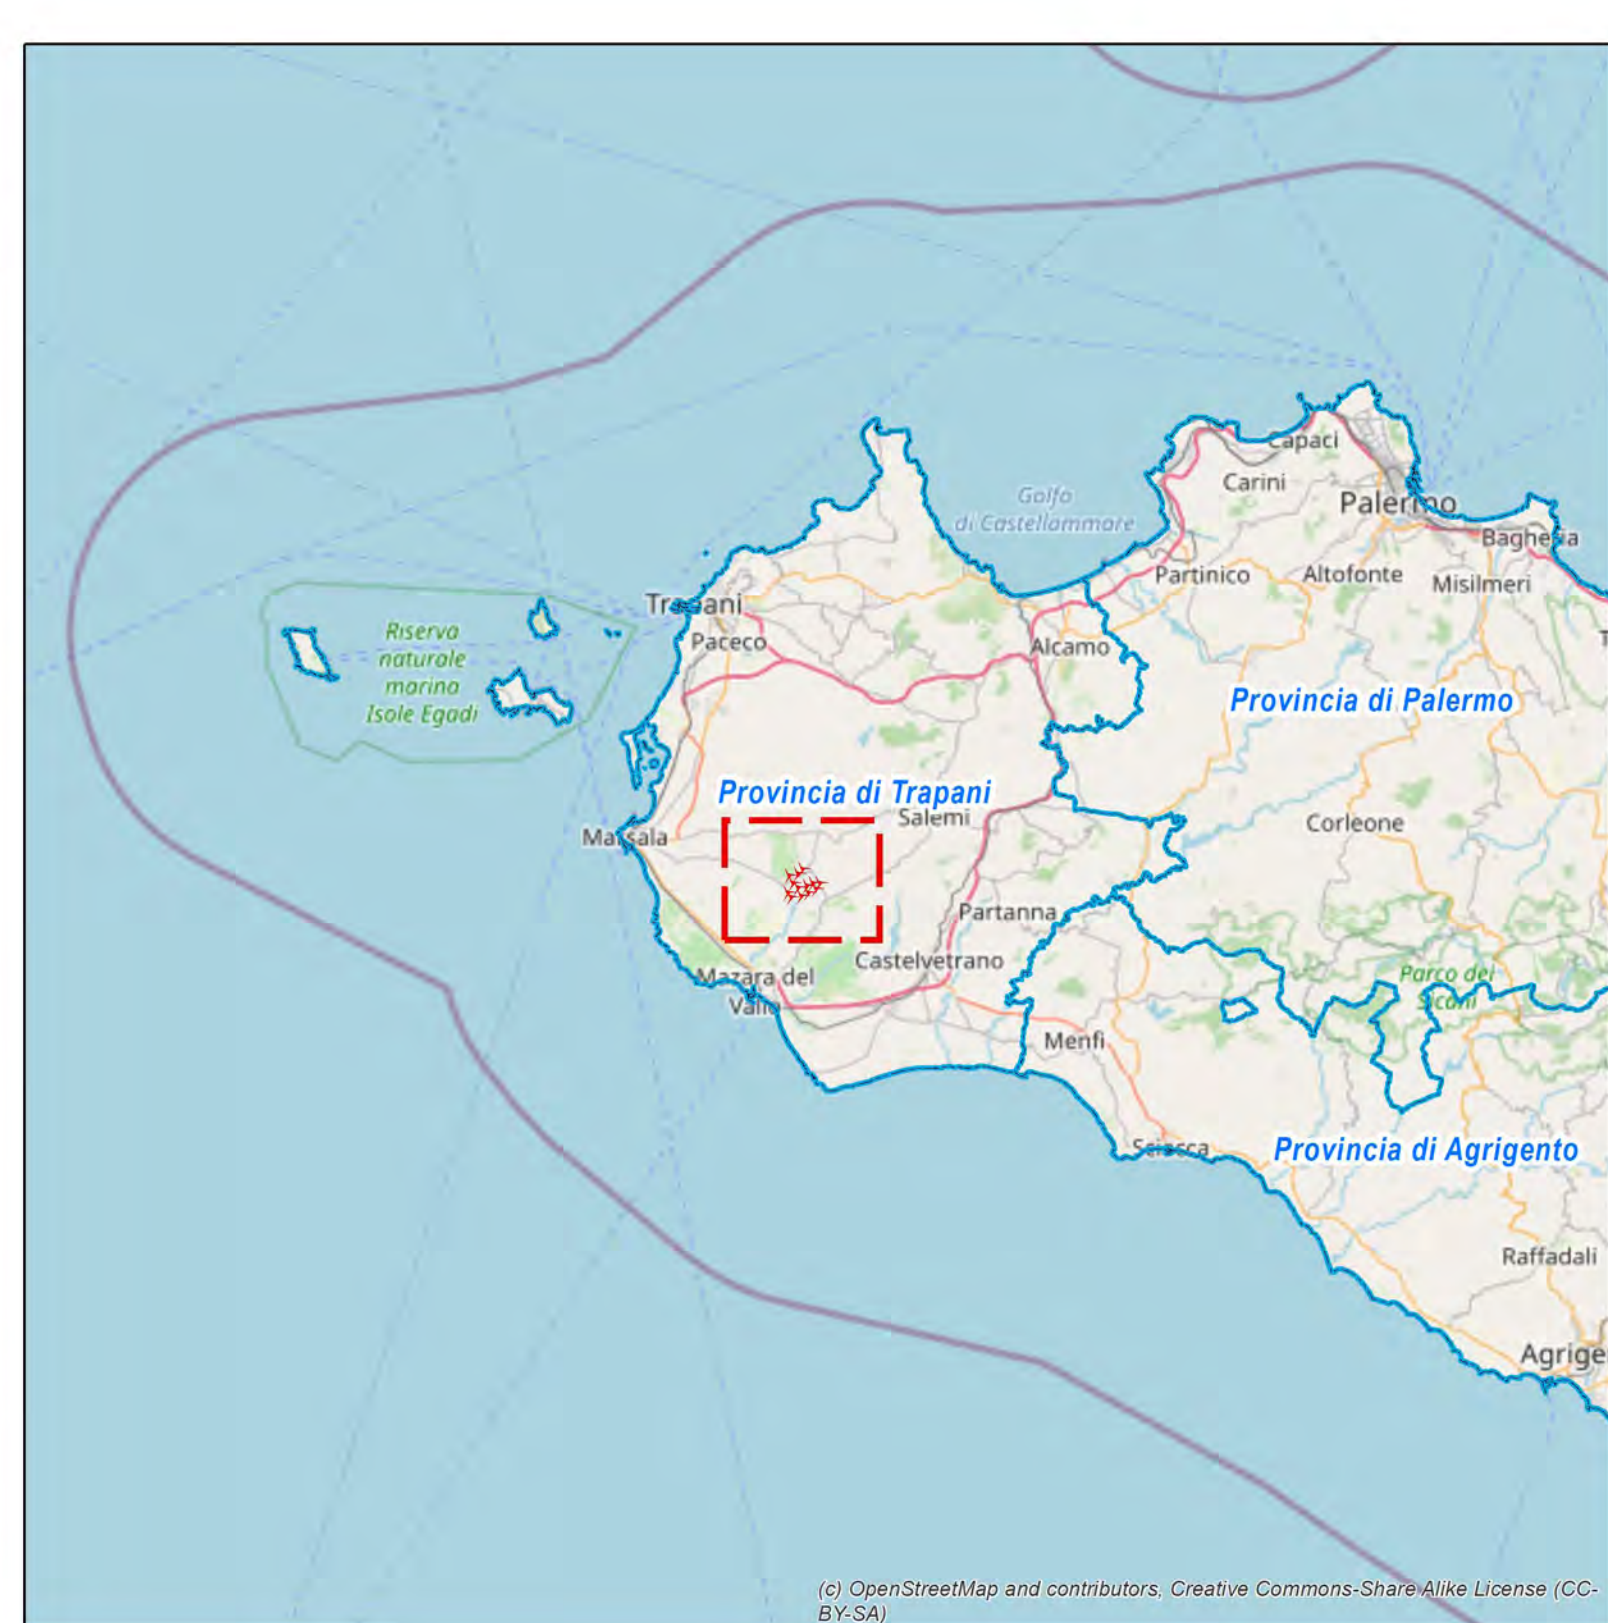 Capaci
Carini
Palermo
Golfo
di Castellammare
Bagheria
Partinico
Altofonte
Misilmeri
Trapani
Riserva
naturale
marina
Isole Egadi
Paceco
Alcamo
Provincia di Palermo
Provincia di Trapani
Salemi
Corleone
Marsala
Partanna
Castelvetrano
Mazara del
Vallo
Parco dei
Sicani
Menfi
Sciacca
Provincia di Agrigento
Raffadali
Agrige
(c) OpenStreetMap and contributors, Creative Commons-Share Alike License (CC-
BY-SA)